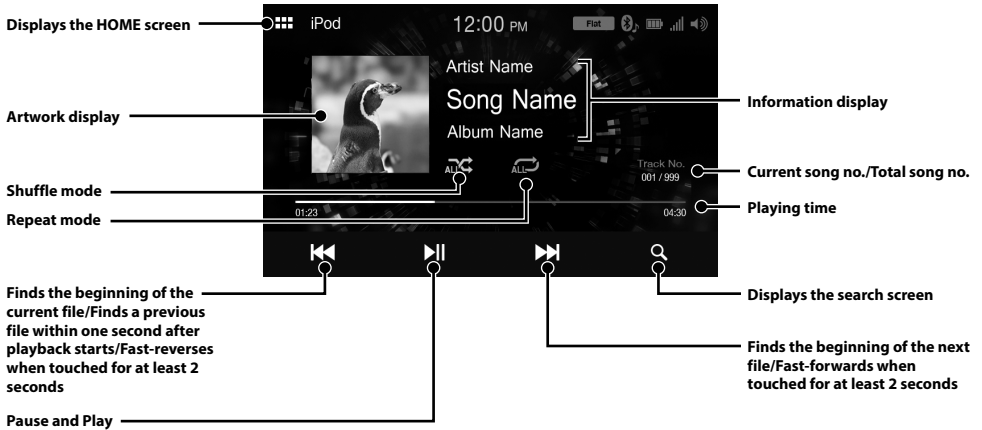 Displays the HOME screen
iPod
12:00 PM
Flat
Artist Name
Song Name
Album Name
Information display
Artwork display
ALL
ALL
Track No.
001 / 999
Current song no./Total song no.
Shuffle mode
Repeat mode
01:23
04:30
Playing time
Finds the beginning of the
current file/Finds a previous
file within one second after
playback starts/Fast-reverses
when touched for at least 2
seconds
Displays the search screen
Finds the beginning of the next
file/Fast-forwards when
touched for at least 2 seconds
Pause and Play